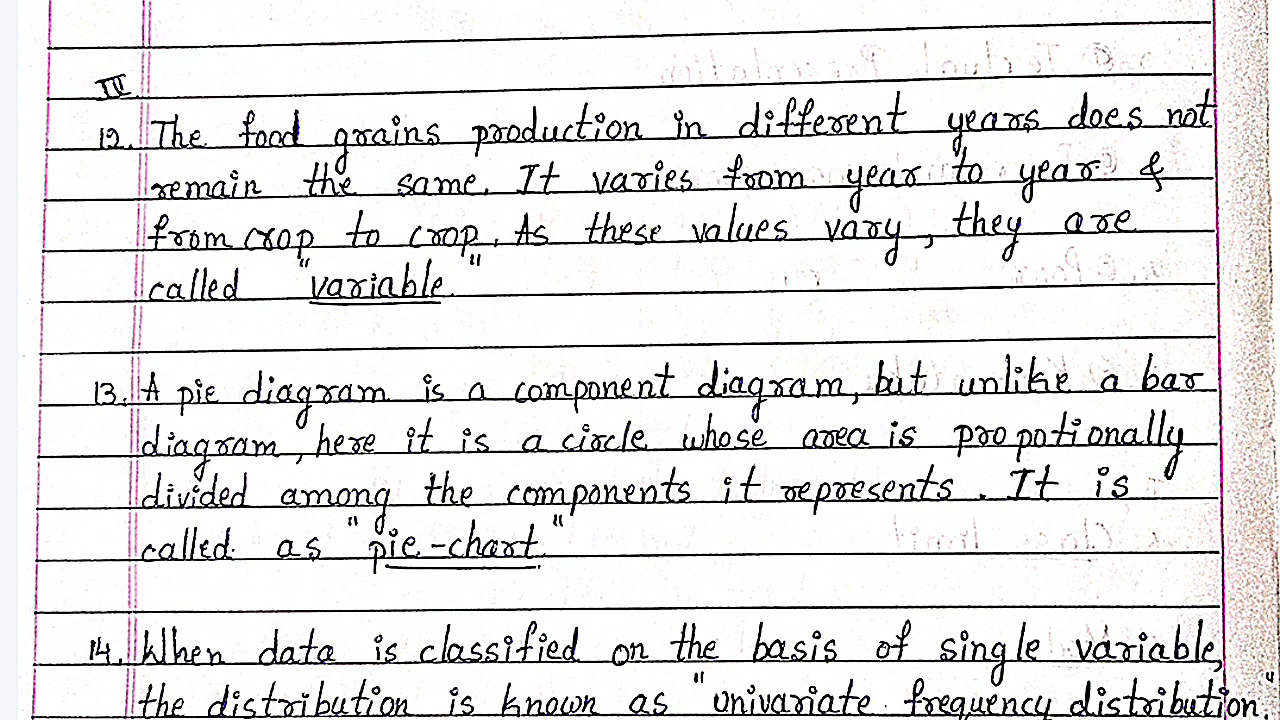 IV
12. The food grains production in different years does not
remain the same. It varies from year to year &
from crop to crop. As these values vary, they are
called "variable"
13. A pie diagram is a component diagram, but unlike a bar
diagram, here it is a circle whose area is propotionally
divided among the components it represents. It is
called as "pie-chart."
14. When data is classified on the basis of single variable,
the distribution is known as "univariate frequency distribution."